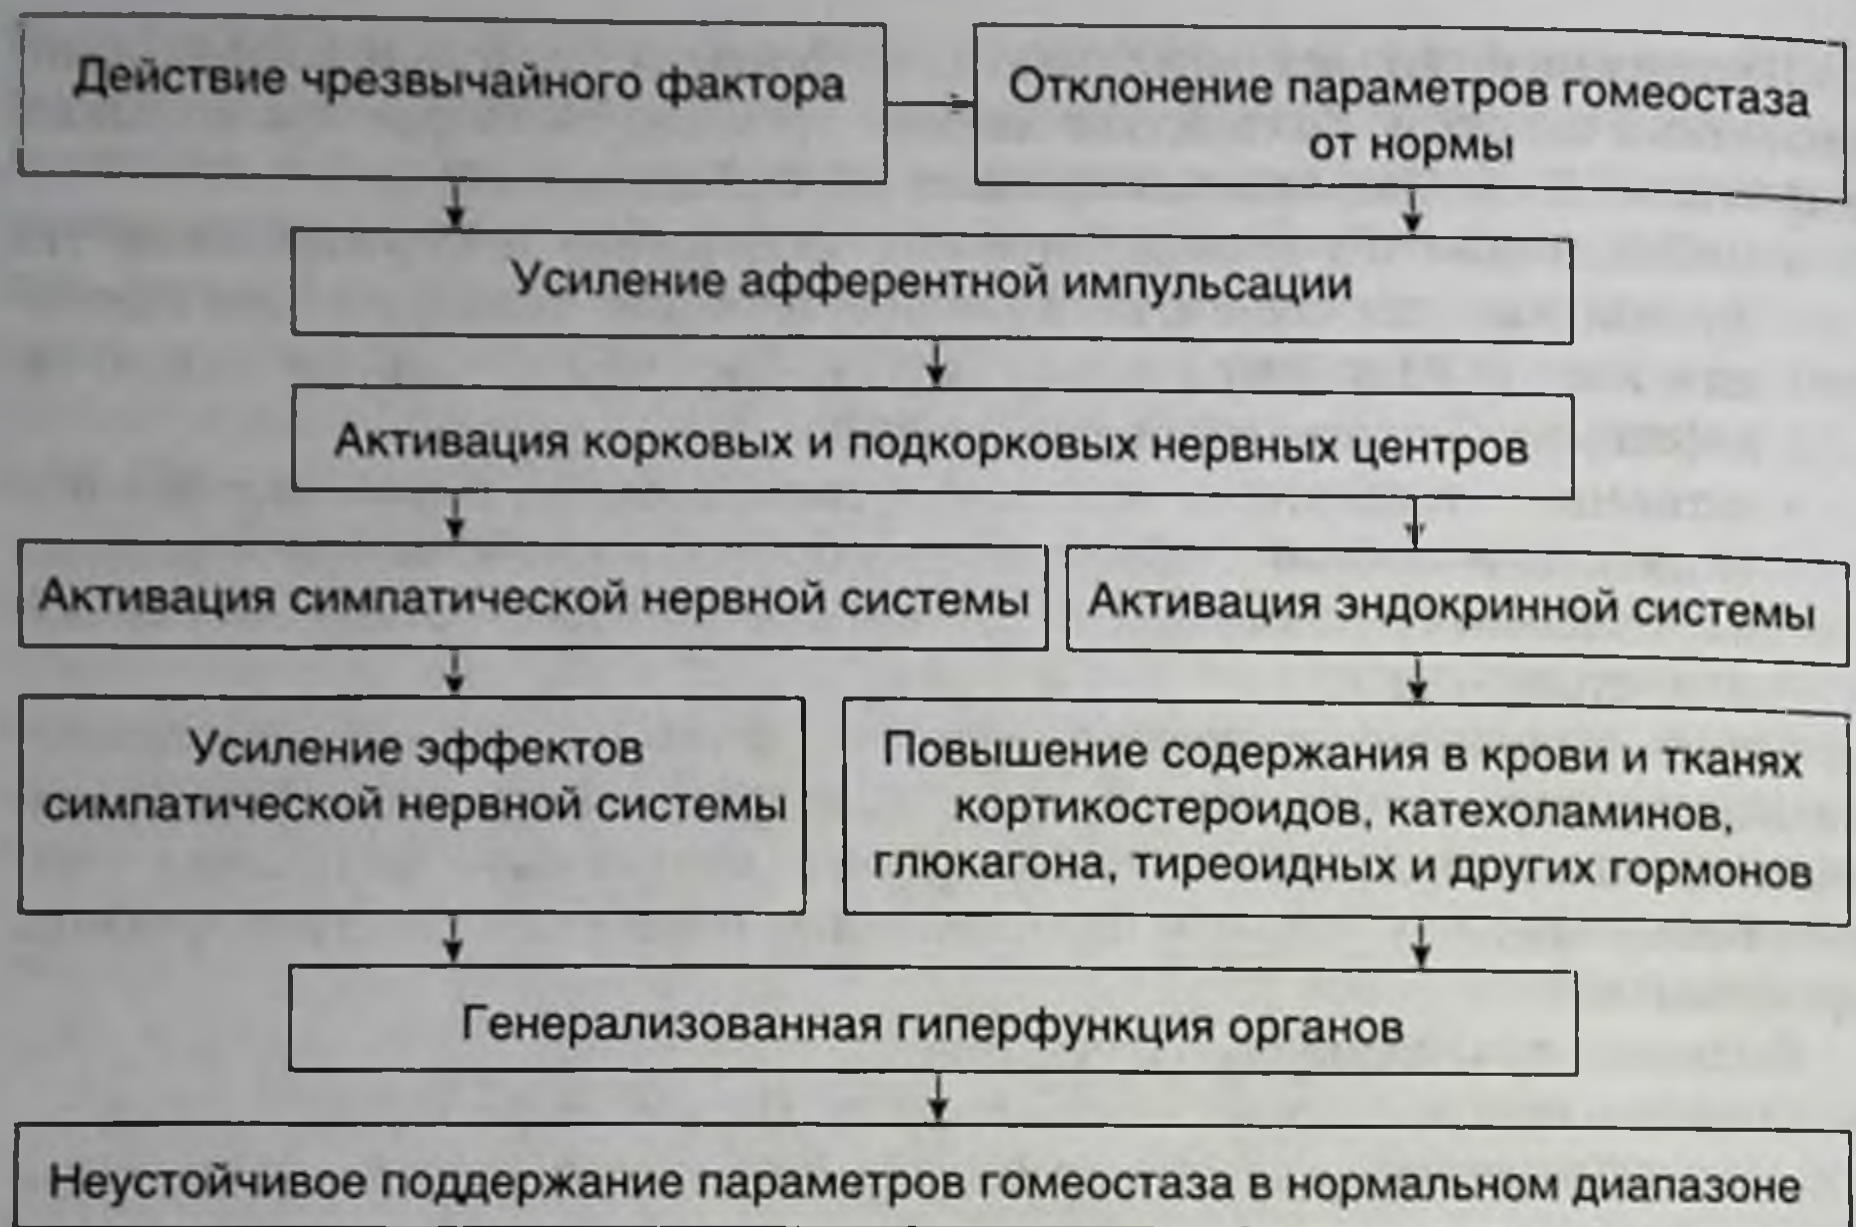 Действие чрезвычайного фактора
Отклонение параметров гомеостаза
от нормы
Усиление афферентной импульсации
Активация корковых и подкорковых нервных центров
Активация симпатической нервной системы
Активация эндокринной системы
Усиление эффектов
симпатической нервной системы
Повышение содержания в крови и тканях
кортикостероидов, катехоламинов,
глюкагона, тиреоидных и других гормонов
Генерализованная гиперфункция органов
Неустойчивое поддержание параметров гомеостаза в нормальном диапазоне